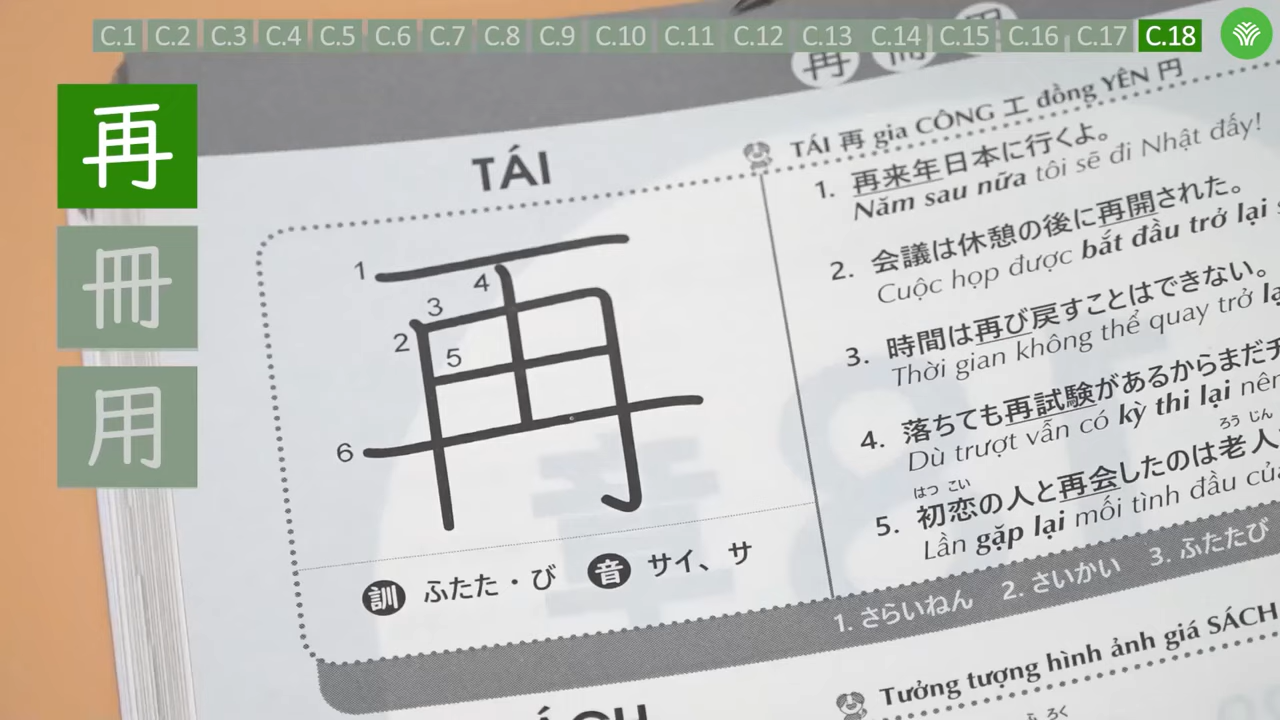 C.1 C.2 C.3 C.4 C.5 C.6 C.7 C.8 C.9 C.10 C.11 C.12 C.13 C.14 C.15 C.16 C.17 C.18
再
冊
用
再
TÁI
再
1
2
3
4
5
6
訓 ふたた・び 音 サイ、サ
TÁI 再 gia CÔNG 工 đồng YÊN 円
1. 再来年日本に行くよ。
Năm sau nữa tôi sẽ đi Nhật đấy!
2. 会議は休憩の後に再開された。
Cuộc họp được bắt đầu trở lại
3. 時間は再び戻すことはできない。
Thời gian không thể quay trở
4. 落ちても再試験があるからまだ
Dù trượt vẫn có kỳ thi lại nên
はつ こい ろう じん
5. 初恋の人と再会したのは老人
Lần gặp lại mối tình đầu của
1. さらいねん 2. さいかい 3. ふたたび
Tưởng tượng hình ảnh giá SÁCH